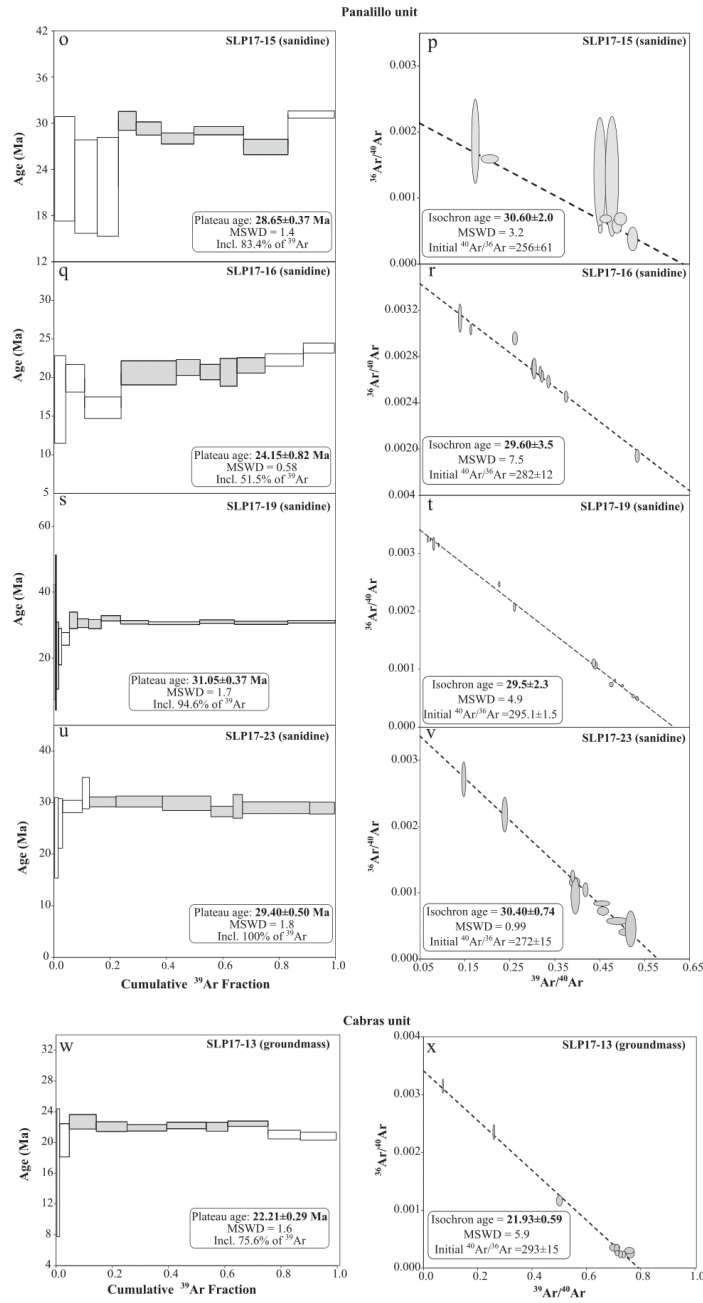 Panalillo unit
o
SLP17-15 (sanidine)
42
36
30
24
18
12
Age (Ma)
Plateau age: 28.65±0.37 Ma
MSWD = 1.4
Incl. 83.4% of ³⁹Ar
p
SLP17-15 (sanidine)
0.003
0.002
0.001
0.000
³⁶Ar/⁴⁰Ar
Isochron age = 30.60±2.0
MSWD = 3.2
Initial ⁴⁰Ar/³⁶Ar =256±61
q
SLP17-16 (sanidine)
30
25
20
15
10
5
Age (Ma)
Plateau age: 24.15±0.82 Ma
MSWD = 0.58
Incl. 51.5% of ³⁹Ar
r
SLP17-16 (sanidine)
0.0032
0.0028
0.0024
0.0020
³⁶Ar/⁴⁰Ar
Isochron age = 29.60±3.5
MSWD = 7.5
Initial ⁴⁰Ar/³⁶Ar =282±12
s
SLP17-19 (sanidine)
60
40
30
Age (Ma)
Plateau age: 31.05±0.37 Ma
MSWD = 1.7
Incl. 94.6% of ³⁹Ar
t
SLP17-19 (sanidine)
0.004
0.003
0.002
0.001
0.000
³⁶Ar/⁴⁰Ar
Isochron age = 29.5±2.3
MSWD = 4.9
Initial ⁴⁰Ar/³⁶Ar =295.1±1.5
u
SLP17-23 (sanidine)
40
30
20
10
0
Age (Ma)
Plateau age: 29.40±0.50 Ma
MSWD = 1.8
Incl. 100% of ³⁹Ar
0.0 0.2 0.4 0.6 0.8 1.0
Cumulative ³⁹Ar Fraction
v
SLP17-23 (sanidine)
0.003
0.002
0.001
0.000
³⁶Ar/⁴⁰Ar
Isochron age = 30.40±0.74
MSWD = 0.99
Initial ⁴⁰Ar/³⁶Ar =272±15
0.05 0.15 0.25 0.35 0.45 0.55 0.65
³⁹Ar/⁴⁰Ar
Cabras unit
w
SLP17-13 (groundmass)
32
28
24
20
16
12
8
4
Age (Ma)
Plateau age: 22.21±0.29 Ma
MSWD = 1.6
Incl. 75.6% of ³⁹Ar
0.0 0.2 0.4 0.6 0.8 1.0
Cumulative ³⁹Ar Fraction
x
SLP17-13 (groundmass)
0.004
0.003
0.002
0.001
0.000
³⁶Ar/⁴⁰Ar
Isochron age = 21.93±0.59
MSWD = 5.9
Initial ⁴⁰Ar/³⁶Ar =293±15
0.0 0.2 0.4 0.6 0.8 1.0
³⁹Ar/⁴⁰Ar